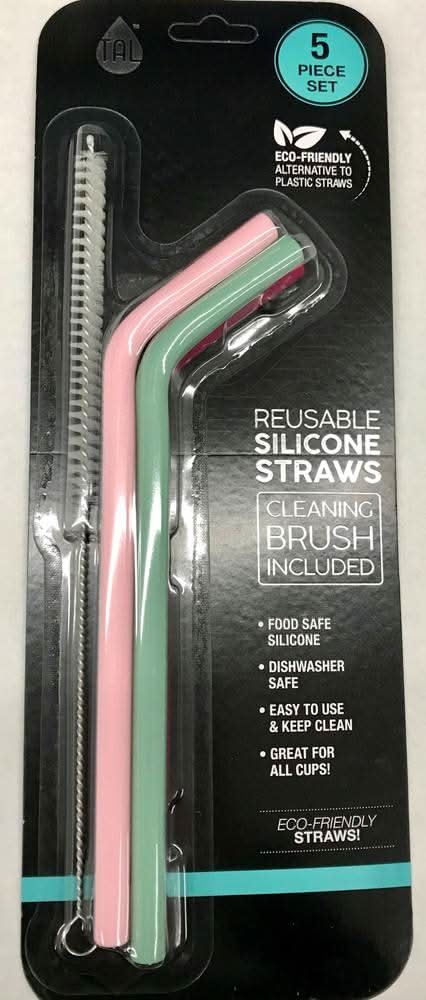 TAL™
5
PIECE
SET
ECO-FRIENDLY
ALTERNATIVE TO
PLASTIC STRAWS
REUSABLE
SILICONE
STRAWS
CLEANING
BRUSH
INCLUDED
• FOOD SAFE
SILICONE
• DISHWASHER
SAFE
• EASY TO USE
& KEEP CLEAN
• GREAT FOR
ALL CUPS!
ECO-FRIENDLY
STRAWS!